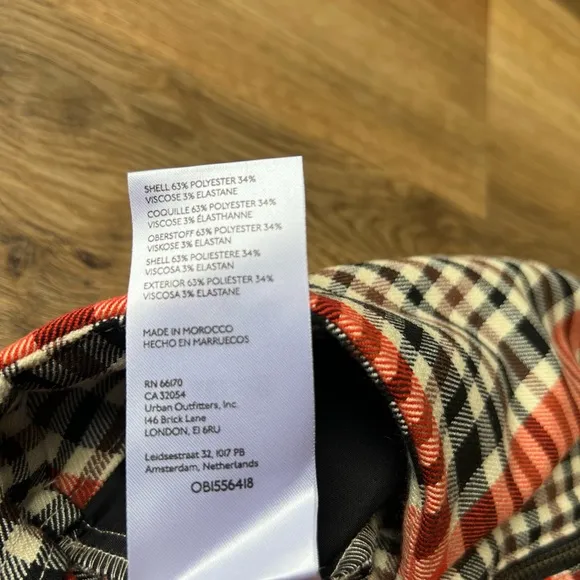 SHELL 63% POLYESTER 34%
VISCOSE 3% ELASTANE
COQUILLE 63% POLYESTER 34%
VISCOSE 3% ÉLASTHANNE
OBERSTOFF 63% POLYESTER 34%
VISKOSE 3% ELASTAN
SHELL 63% POLIESTERE 34%
VISCOSA 3% ELASTAN
EXTERIOR 63% POLIÉSTER 34%
VISCOSA 3% ELASTANE
MADE IN MOROCCO
HECHO EN MARRUECOS
RN 66170
CA 32054
Urban Outfitters, Inc.
146 Brick Lane
LONDON, E1 6RU
Leidsestraat 32, 1017 PB
Amsterdam, Netherlands
OB1556418